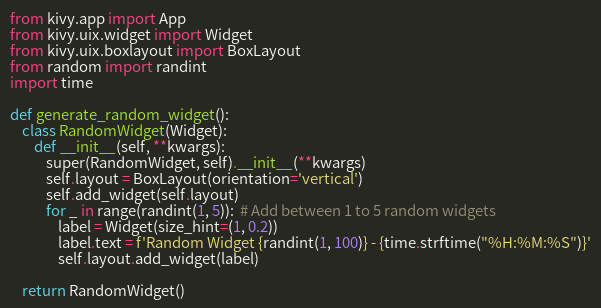 from kivy.app import App
from kivy.uix.widget import Widget
from kivy.uix.boxlayout import BoxLayout
from random import randint
import time

def generate_random_widget():
    class RandomWidget(Widget):
        def __init__(self, **kwargs):
            super(RandomWidget, self).__init__(**kwargs)
            self.layout = BoxLayout(orientation='vertical')
            self.add_widget(self.layout)
            for _ in range(randint(1, 5)):  # Add between 1 to 5 random widgets
                label = Widget(size_hint=(1, 0.2))
                label.text = f'Random Widget {randint(1, 100)} - {time.strftime("%H:%M:%S")}'
                self.layout.add_widget(label)

    return RandomWidget()